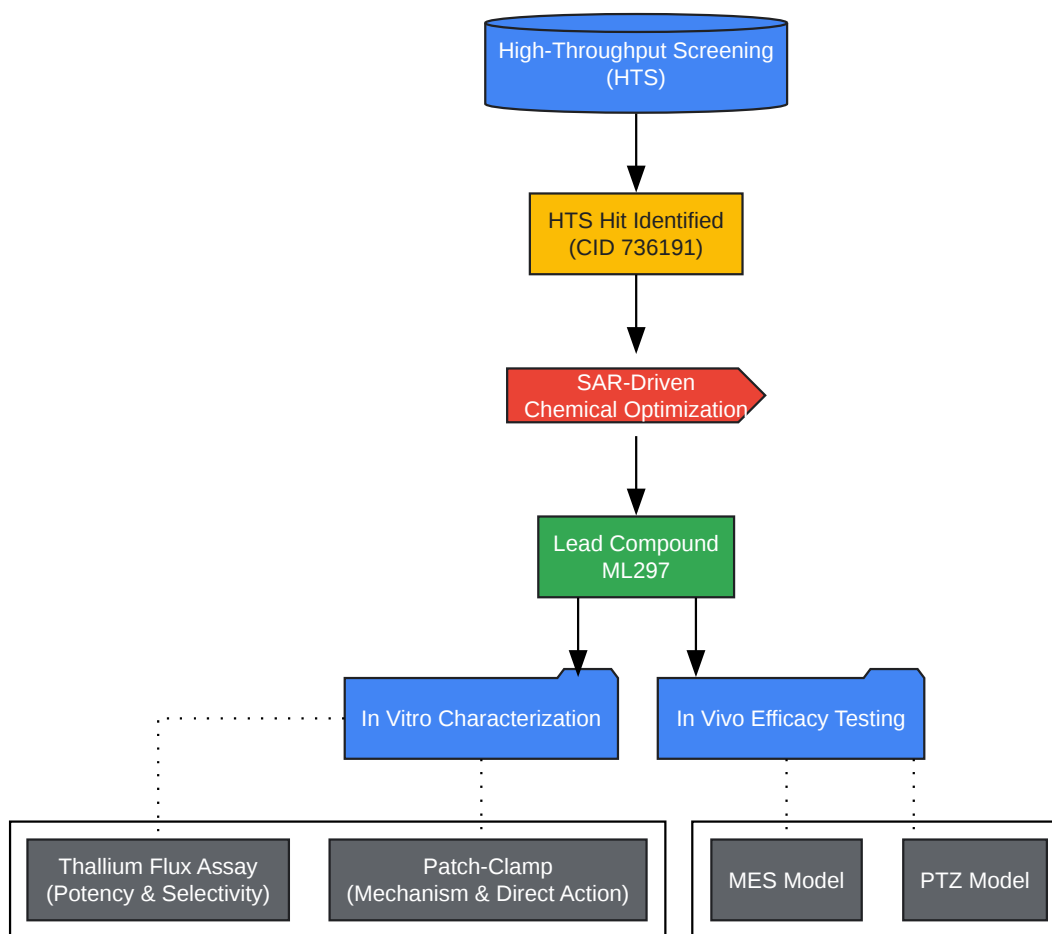 High-Throughput Screening
(HTS)
HTS Hit Identified
(CID 736191)
SAR-Driven
Chemical Optimization
Lead Compound
ML297
In Vitro Characterization
In Vivo Efficacy Testing
Thallium Flux Assay
(Potency & Selectivity)
Patch-Clamp
(Mechanism & Direct Action)
MES Model
PTZ Model